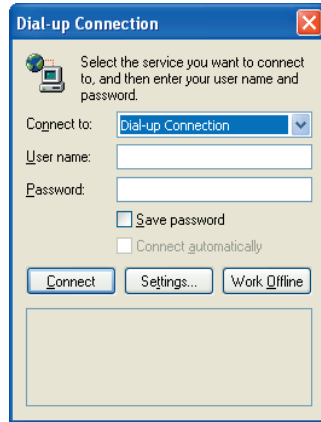 Dial-up Connection
Select the service you want to connect
to, and then enter your user name and
password.
Connect to: Dial-up Connection
User name:
Password:
Save password
Connect automatically
Connect Settings... Work Offline